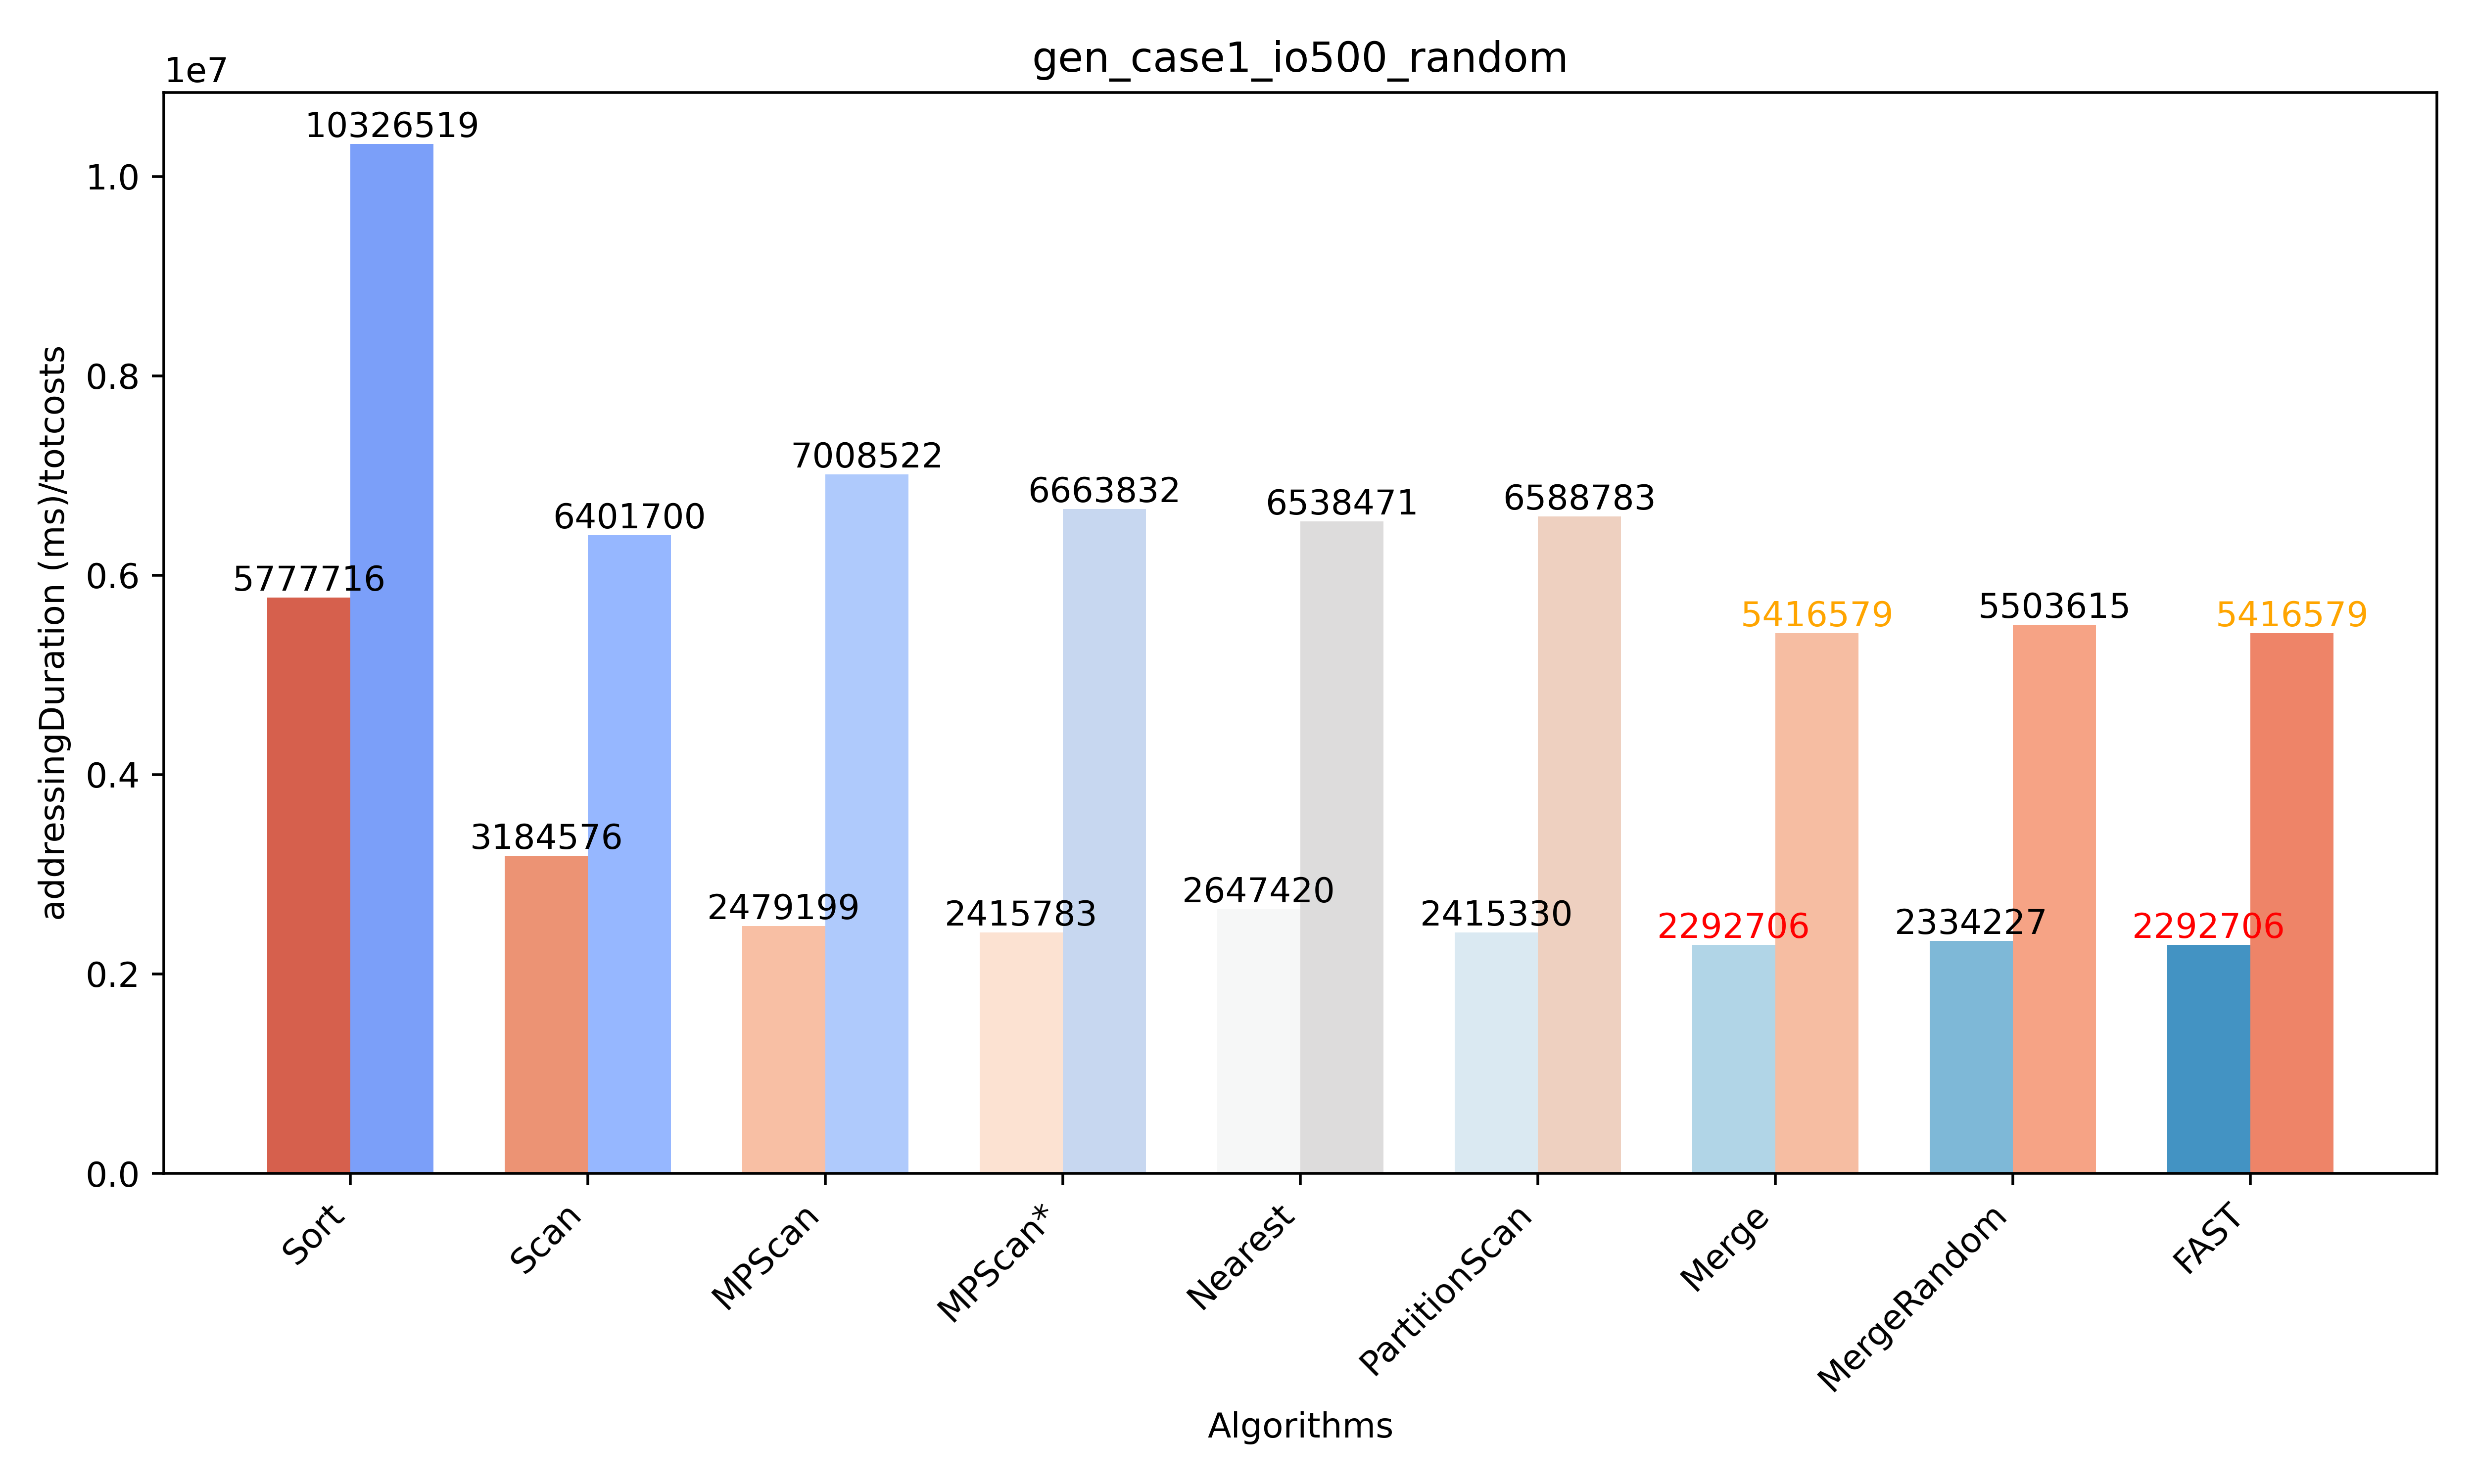 gen_case1_io500_random
1e7
addressingDuration (ms)/totcosts
1.0
0.8
0.6
0.4
0.2
0.0
10326519
5777716
6401700
3184576
7008522
2479199
6663832
2415783
6538471
2647420
6588783
2415330
5416579
2292706
5503615
2334227
5416579
2292706
Sort
Scan
MPScan
MPScan*
Nearest
PartitionScan
Merge
MergeRandom
FAST
Algorithms